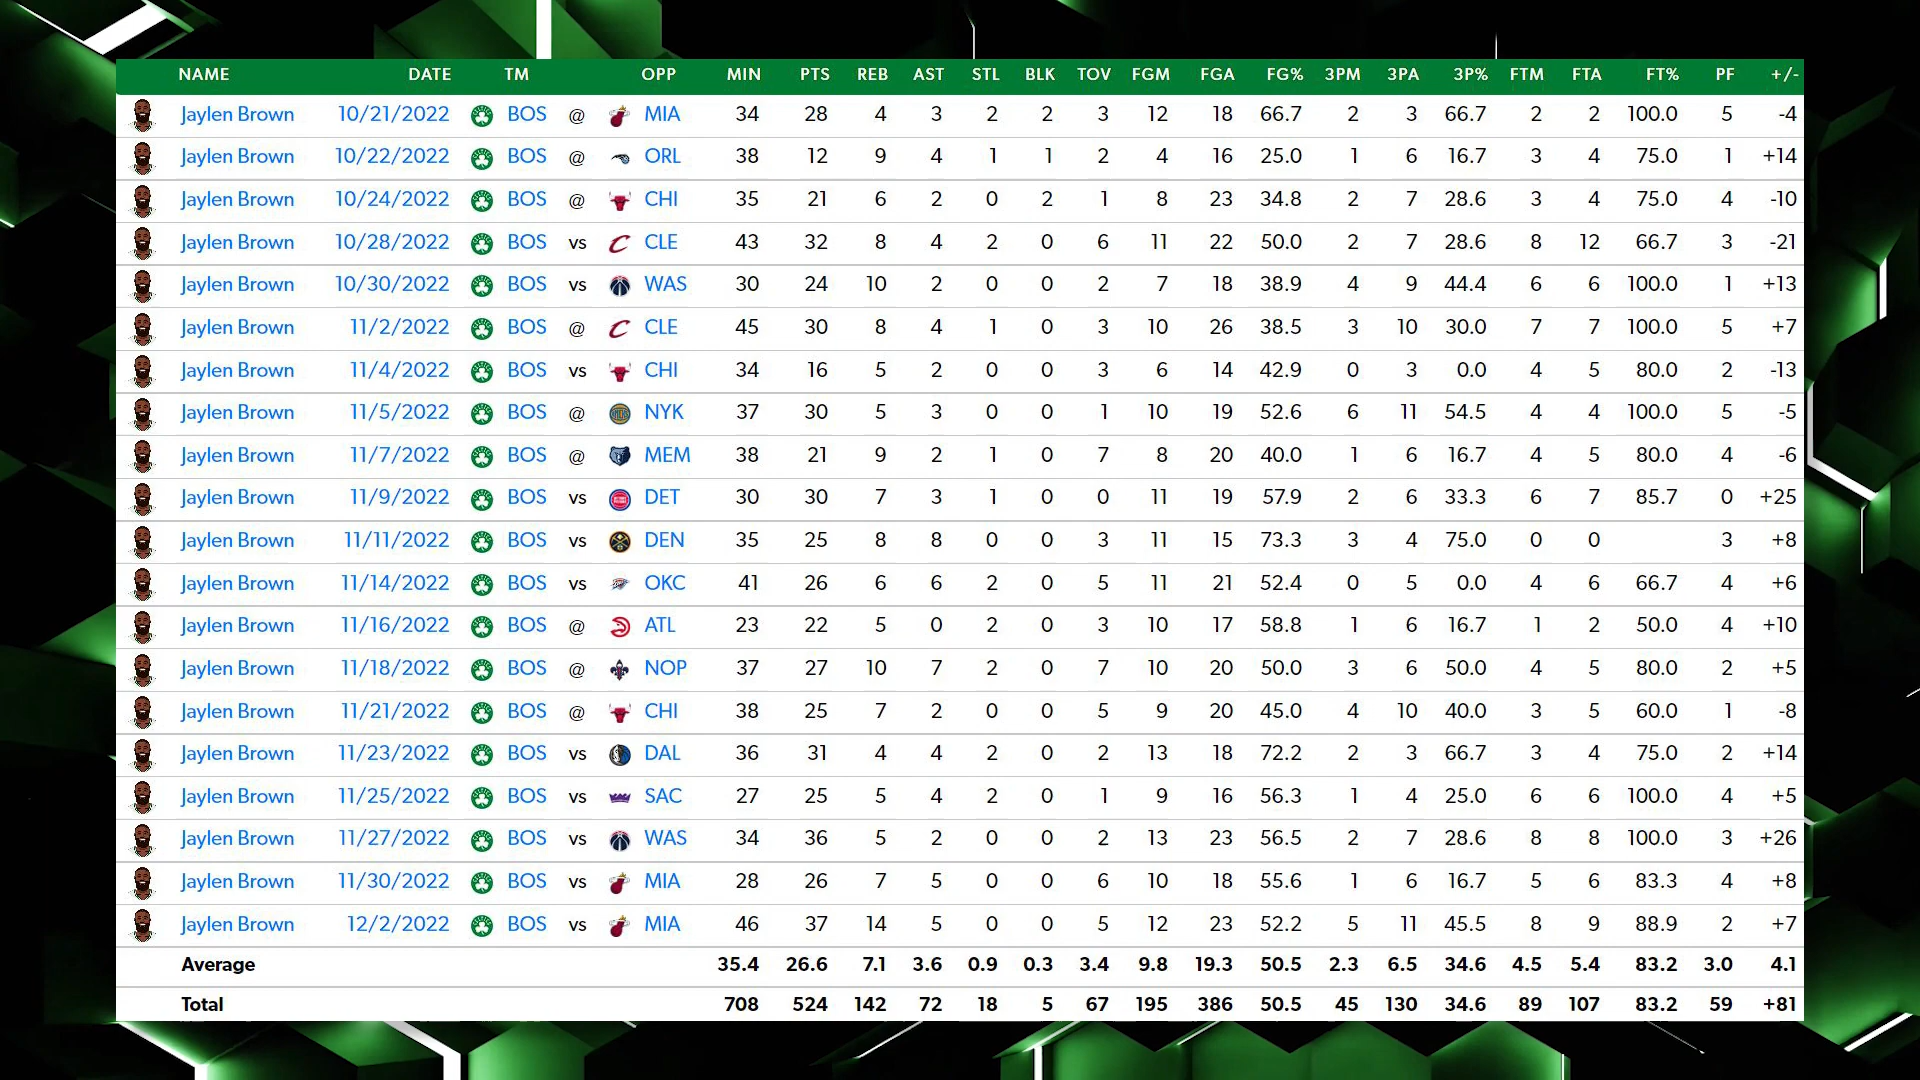 NAME DATE TM OPP MIN PTS REB AST STL BLK TOV FGM FGA FG% 3PM 3PA 3P% FTM FTA FT% PF +/-
Jaylen Brown 10/21/2022 BOS @ MIA 34 28 4 3 2 2 3 12 18 66.7 2 3 66.7 2 2 100.0 5 -4
Jaylen Brown 10/22/2022 BOS @ ORL 38 12 9 4 1 1 2 4 16 25.0 1 6 16.7 3 4 75.0 1 +14
Jaylen Brown 10/24/2022 BOS @ CHI 35 21 6 2 0 2 1 8 23 34.8 2 7 28.6 3 4 75.0 4 -10
Jaylen Brown 10/28/2022 BOS vs CLE 43 32 8 4 2 0 6 11 22 50.0 2 7 28.6 8 12 66.7 3 -21
Jaylen Brown 10/30/2022 BOS vs WAS 30 24 10 2 0 0 2 7 18 38.9 4 9 44.4 6 6 100.0 1 +13
Jaylen Brown 11/2/2022 BOS @ CLE 45 30 8 4 1 0 3 10 26 38.5 3 10 30.0 7 7 100.0 5 +7
Jaylen Brown 11/4/2022 BOS vs CHI 34 16 5 2 0 0 3 6 14 42.9 0 3 0.0 4 5 80.0 2 -13
Jaylen Brown 11/5/2022 BOS @ NYK 37 30 5 3 0 0 1 10 19 52.6 6 11 54.5 4 4 100.0 5 -5
Jaylen Brown 11/7/2022 BOS @ MEM 38 21 9 2 1 0 7 8 20 40.0 1 6 16.7 4 5 80.0 4 -6
Jaylen Brown 11/9/2022 BOS vs DET 30 30 7 3 1 0 0 11 19 57.9 2 6 33.3 6 7 85.7 0 +25
Jaylen Brown 11/11/2022 BOS vs DEN 35 25 8 8 0 0 3 11 15 73.3 3 4 75.0 0 0 3 +8
Jaylen Brown 11/14/2022 BOS vs OKC 41 26 6 6 2 0 5 11 21 52.4 0 5 0.0 4 6 66.7 4 +6
Jaylen Brown 11/16/2022 BOS @ ATL 23 22 5 0 2 0 3 10 17 58.8 1 6 16.7 1 2 50.0 4 +10
Jaylen Brown 11/18/2022 BOS @ NOP 37 27 10 7 2 0 7 10 20 50.0 3 6 50.0 4 5 80.0 2 +5
Jaylen Brown 11/21/2022 BOS @ CHI 38 25 7 2 0 0 5 9 20 45.0 4 10 40.0 3 5 60.0 1 -8
Jaylen Brown 11/23/2022 BOS vs DAL 36 31 4 4 2 0 2 13 18 72.2 2 3 66.7 3 4 75.0 2 +14
Jaylen Brown 11/25/2022 BOS vs SAC 27 25 5 4 2 0 1 9 16 56.3 1 4 25.0 6 6 100.0 4 +5
Jaylen Brown 11/27/2022 BOS vs WAS 34 36 5 2 0 0 2 13 23 56.5 2 7 28.6 8 8 100.0 3 +26
Jaylen Brown 11/30/2022 BOS vs MIA 28 26 7 5 0 0 6 10 18 55.6 1 6 16.7 5 6 83.3 4 +8
Jaylen Brown 12/2/2022 BOS vs MIA 46 37 14 5 0 0 5 12 23 52.2 5 11 45.5 8 9 88.9 2 +7
Average 35.4 26.6 7.1 3.6 0.9 0.3 3.4 9.8 19.3 50.5 2.3 6.5 34.6 4.5 5.4 83.2 3.0 4.1
Total 708 524 142 72 18 5 67 195 386 50.5 45 130 34.6 89 107 83.2 59 +81